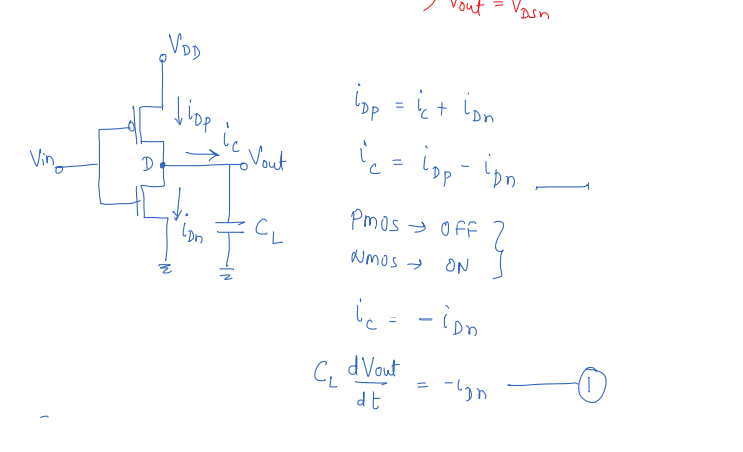 Vout = VDSn
VDD
iDp
ic
Vin
D
Vout
iDn
CL
iDp = ic + iDn
ic = iDp - iDn
PMOS → OFF
NMOS → ON
ic = - iDn
CL dVout/dt = -iDn ——— 1